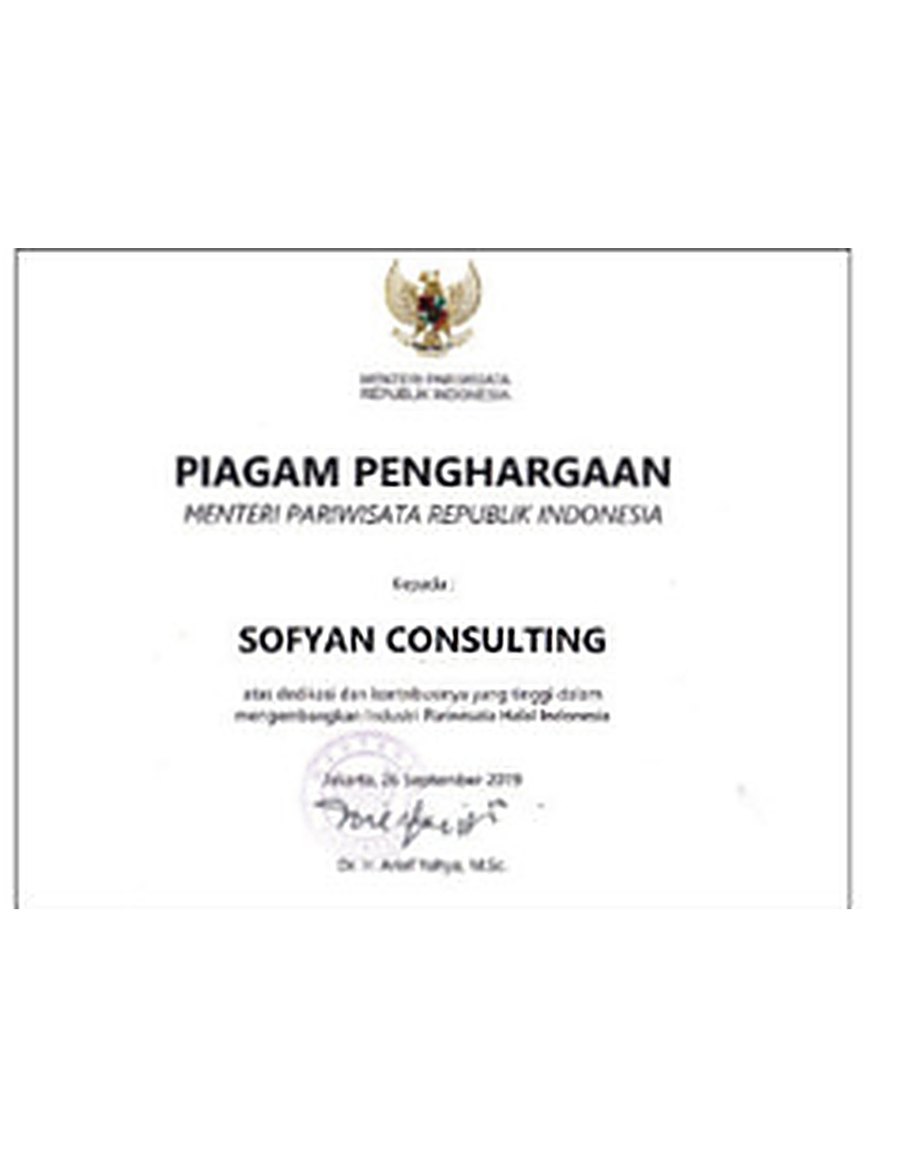 MENTERI PARIWISATA
REPUBLIK INDONESIA
PIAGAM PENGHARGAAN
MENTERI PARIWISATA REPUBLIK INDONESIA
Kepada :
SOFYAN CONSULTING
atas dedikasi dan kontribusinya yang tinggi dalam
mengembangkan Industri Pariwisata Halal Indonesia
Jakarta, 26 September 2019
Dr. H. Arief Yahya, M.Sc.